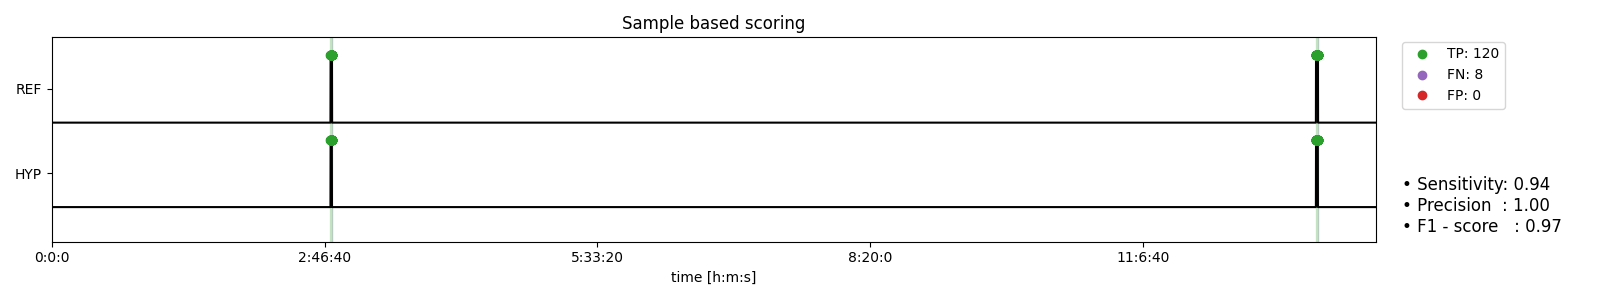 Sample based scoring
REF
HYP
0:0:0
2:46:40
5:33:20
8:20:0
11:6:40
time [h:m:s]
TP: 120
FN: 8
FP: 0
• Sensitivity: 0.94
• Precision : 1.00
• F1 - score : 0.97